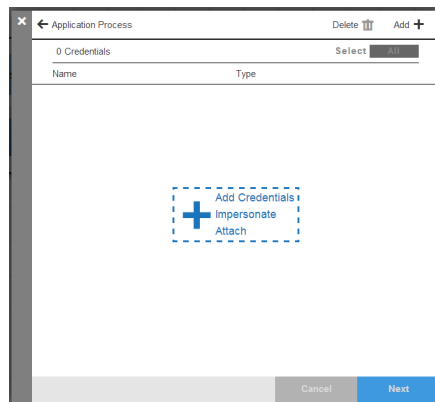 Application Process Delete Add
0 Credentials Select All
Name Type
Add Credentials
Impersonate
Attach
Cancel Next